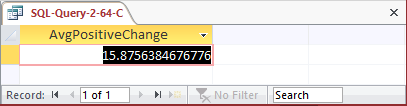 SQL-Query-2-64-C
AvgPositiveChange
15.8756384676776
Record: 1 of 1 No Filter Search